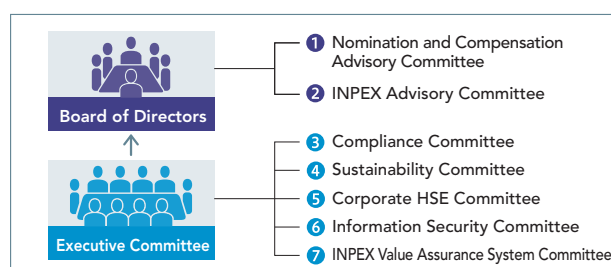 Board of Directors
1 Nomination and Compensation
Advisory Committee
2 INPEX Advisory Committee
Executive Committee
3 Compliance Committee
4 Sustainability Committee
5 Corporate HSE Committee
6 Information Security Committee
7 INPEX Value Assurance System Committee